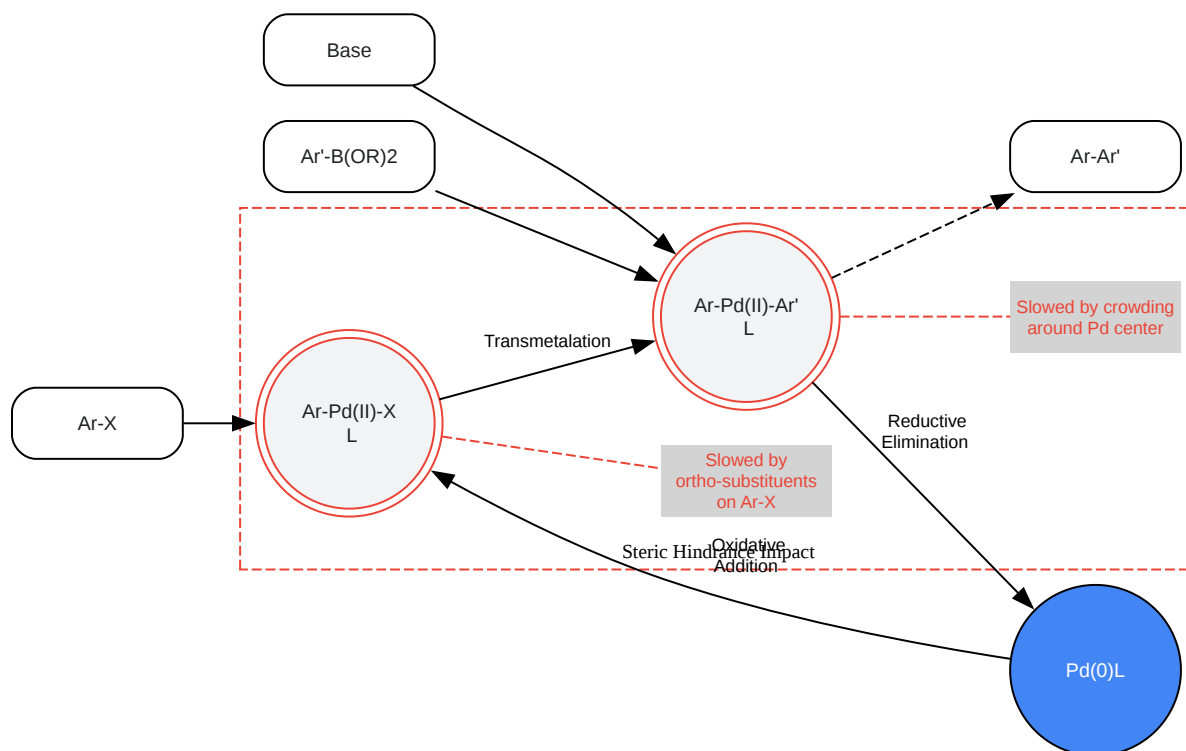 Base
Ar'-B(OR)2
Ar-Ar'
Ar-Pd(II)-Ar'
L
Slowed by crowding
around Pd center
Transmetalation
Ar-X
Ar-Pd(II)-X
L
Reductive
Elimination
Slowed by
ortho-substituents
on Ar-X
Oxidative
Addition
Steric Hindrance Impact
Pd(0)L